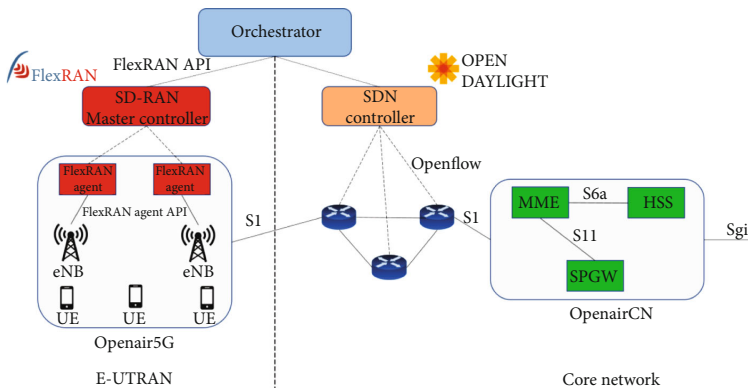 Orchestrator
FlexRAN
FlexRAN API
OPEN
DAYLIGHT
SD-RAN
Master controller
SDN
controller
FlexRAN
agent
FlexRAN
agent
Openflow
FlexRAN agent API
S1
S1
MME
S6a
HSS
S11
SPGW
Sgi
eNB
eNB
UE
UE
UE
Openair5G
OpenairCN
E-UTRAN
Core network